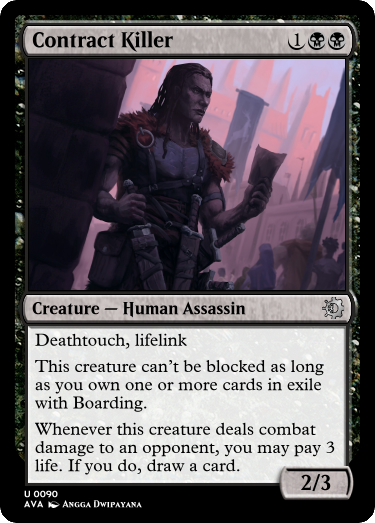 Contract Killer 1
Creature — Human Assassin
Deathtouch, lifelink
This creature can't be blocked as long
as you own one or more cards in exile
with Boarding.
Whenever this creature deals combat
damage to an opponent, you may pay 3
life. If you do, draw a card.
2/3
U 0090
AVA Angga Dwipayana